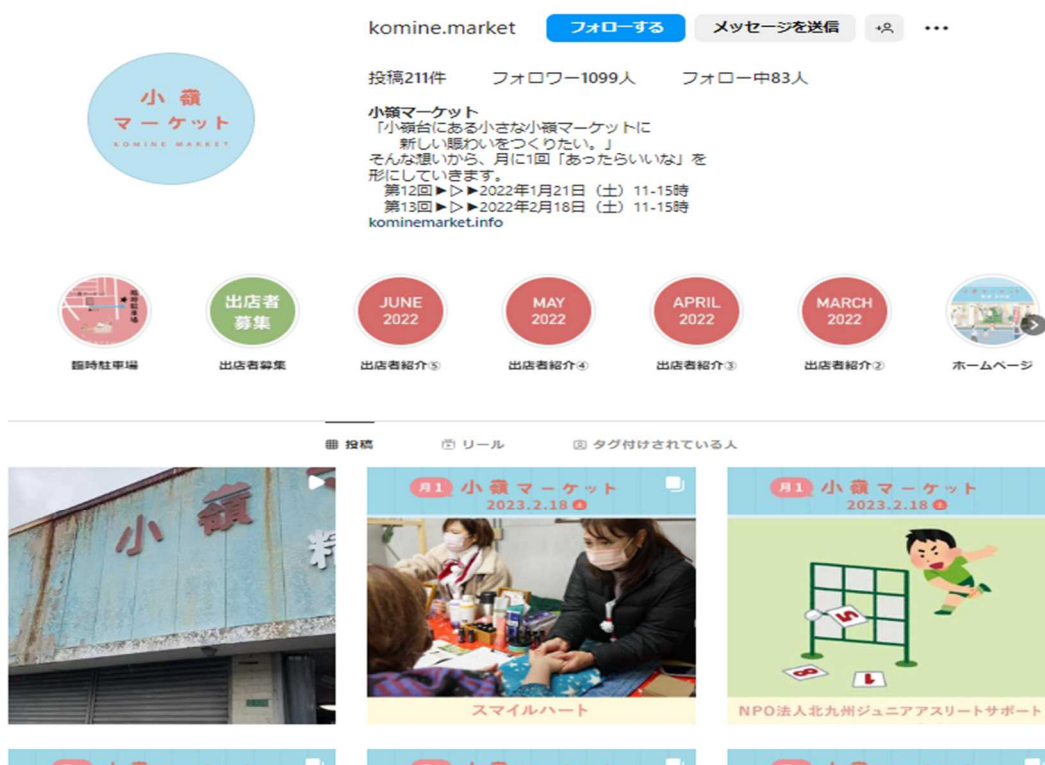 komine.market フォローする メッセージを送信
投稿211件 フォロワー1099人 フォロー中83人
小嶺マーケット
「小嶺台にある小さな小嶺マーケットに
新しい賑わいをつくりたい。」
そんな想いから、月に1回「あったらいいな」を
形にしていきます。
第12回▶▷▶2022年1月21日（土）11-15時
第13回▶▷▶2022年2月18日（土）11-15時
kominemarket.info
小嶺
マーケット
KOMINE MARKET
臨時駐車場
出店者
募集
出店者募集
JUNE
2022
出店者紹介⑤
MAY
2022
出店者紹介④
APRIL
2022
出店者紹介③
MARCH
2022
出店者紹介②
ホームページ
投稿 リール タグ付けされている人
小嶺
月1 小嶺マーケット
2023.2.18 土
スマイルハート
月1 小嶺マーケット
2023.2.18 土
5
8
1
NPO法人北九州ジュニアアスリートサポート